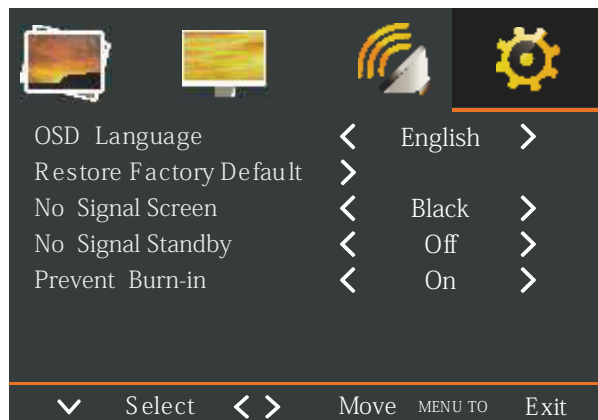 OSD Language English
Restore Factory Default
No Signal Screen Black
No Signal Standby Off
Prevent Burn-in On
Select Move MENU TO Exit